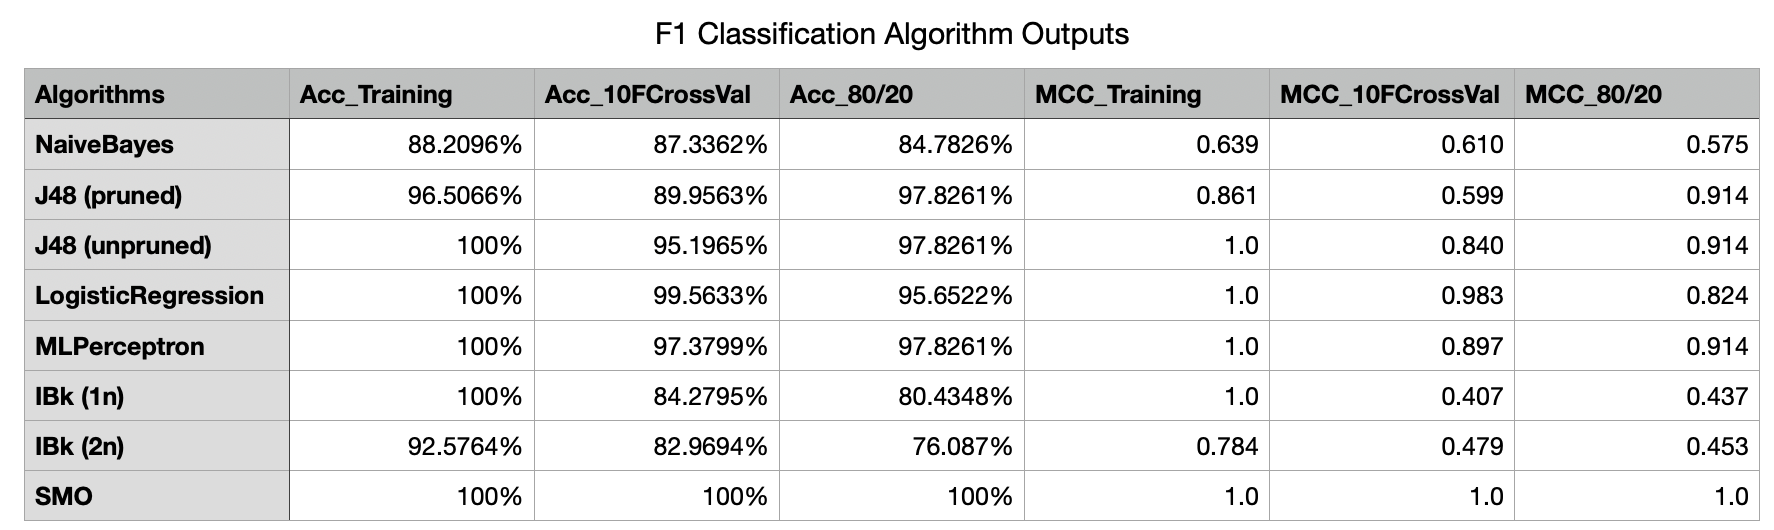 F1 Classification Algorithm Outputs
Algorithms Acc_Training Acc_10FCrossVal Acc_80/20 MCC_Training MCC_10FCrossVal MCC_80/20
NaiveBayes 88.2096% 87.3362% 84.7826% 0.639 0.610 0.575
J48 (pruned) 96.5066% 89.9563% 97.8261% 0.861 0.599 0.914
J48 (unpruned) 100% 95.1965% 97.8261% 1.0 0.840 0.914
LogisticRegression 100% 99.5633% 95.6522% 1.0 0.983 0.824
MLPerceptron 100% 97.3799% 97.8261% 1.0 0.897 0.914
IBk (1n) 100% 84.2795% 80.4348% 1.0 0.407 0.437
IBk (2n) 92.5764% 82.9694% 76.087% 0.784 0.479 0.453
SMO 100% 100% 100% 1.0 1.0 1.0